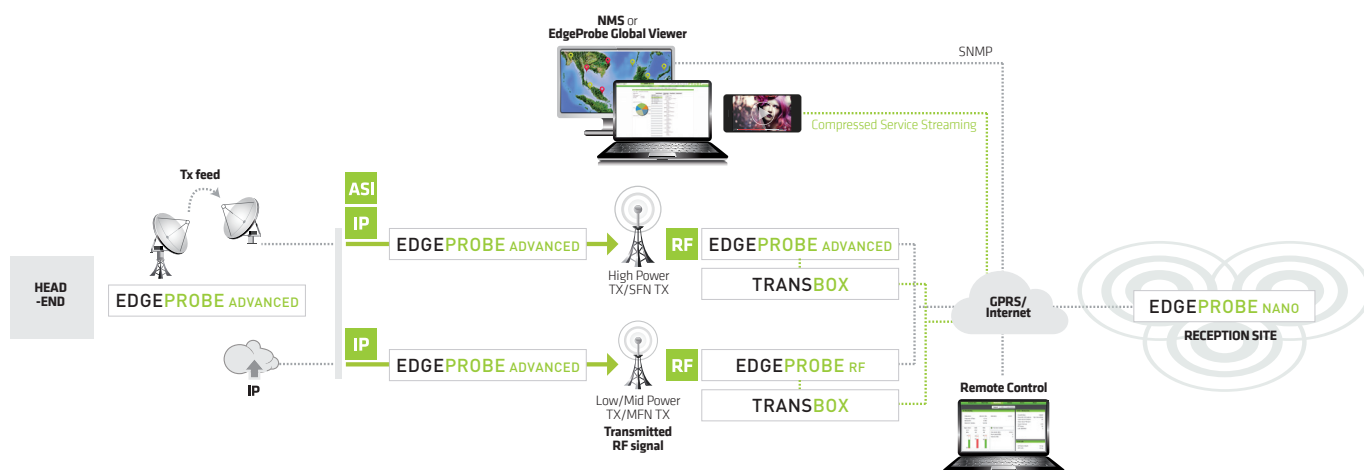 NMS or
EdgeProbe Global Viewer
SNMP
Compressed Service Streaming
Tx feed
ASI
IP
EDGEPROBE ADVANCED
RF
EDGEPROBE ADVANCED
High Power
TX/SFN TX
TRANSBOX
HEAD
-END
EDGEPROBE ADVANCED
GPRS/
Internet
EDGEPROBE NANO
RECEPTION SITE
IP
IP
EDGEPROBE ADVANCED
RF
EDGEPROBE RF
Low/Mid Power
TX/MFN TX
TRANSBOX
Transmitted
RF signal
Remote Control